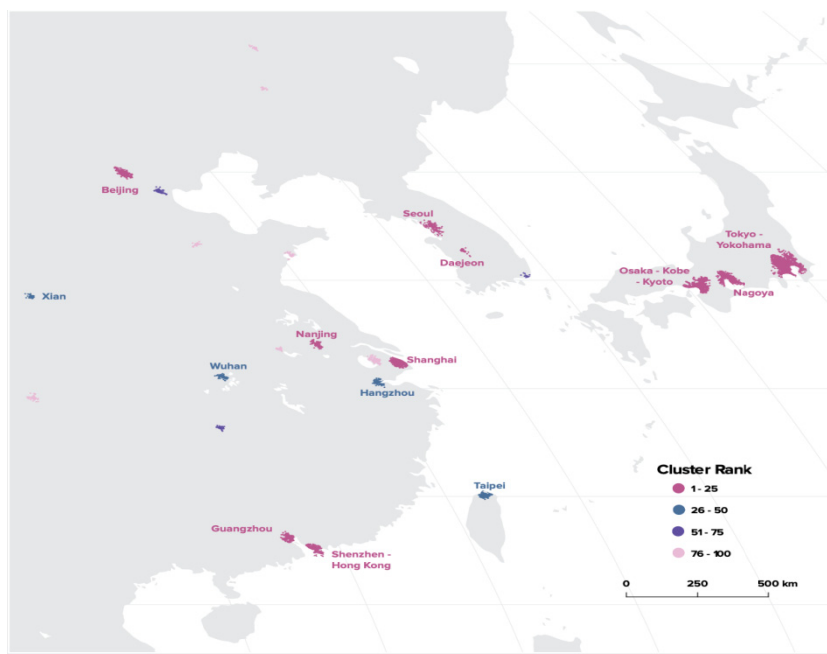 Beijing
Seoul
Tokyo -
Yokohama
Daejeon
Osaka - Kobe
- Kyoto
Nagoya
Xian
Nanjing
Shanghai
Wuhan
Hangzhou
Taipei
Guangzhou
Shenzhen -
Hong Kong
Cluster Rank
1 - 25
26 - 50
51 - 75
76 - 100
0 250 500 km